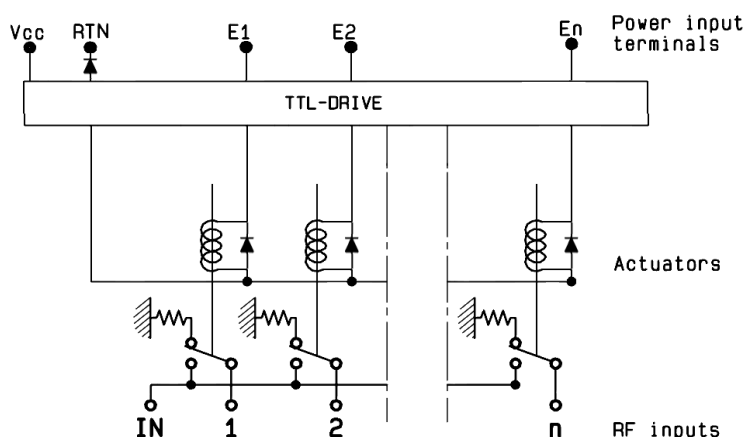 Vcc RTN E1 E2 En Power input
terminals
TTL-DRIVE
Actuators
IN 1 2 n RF inputs